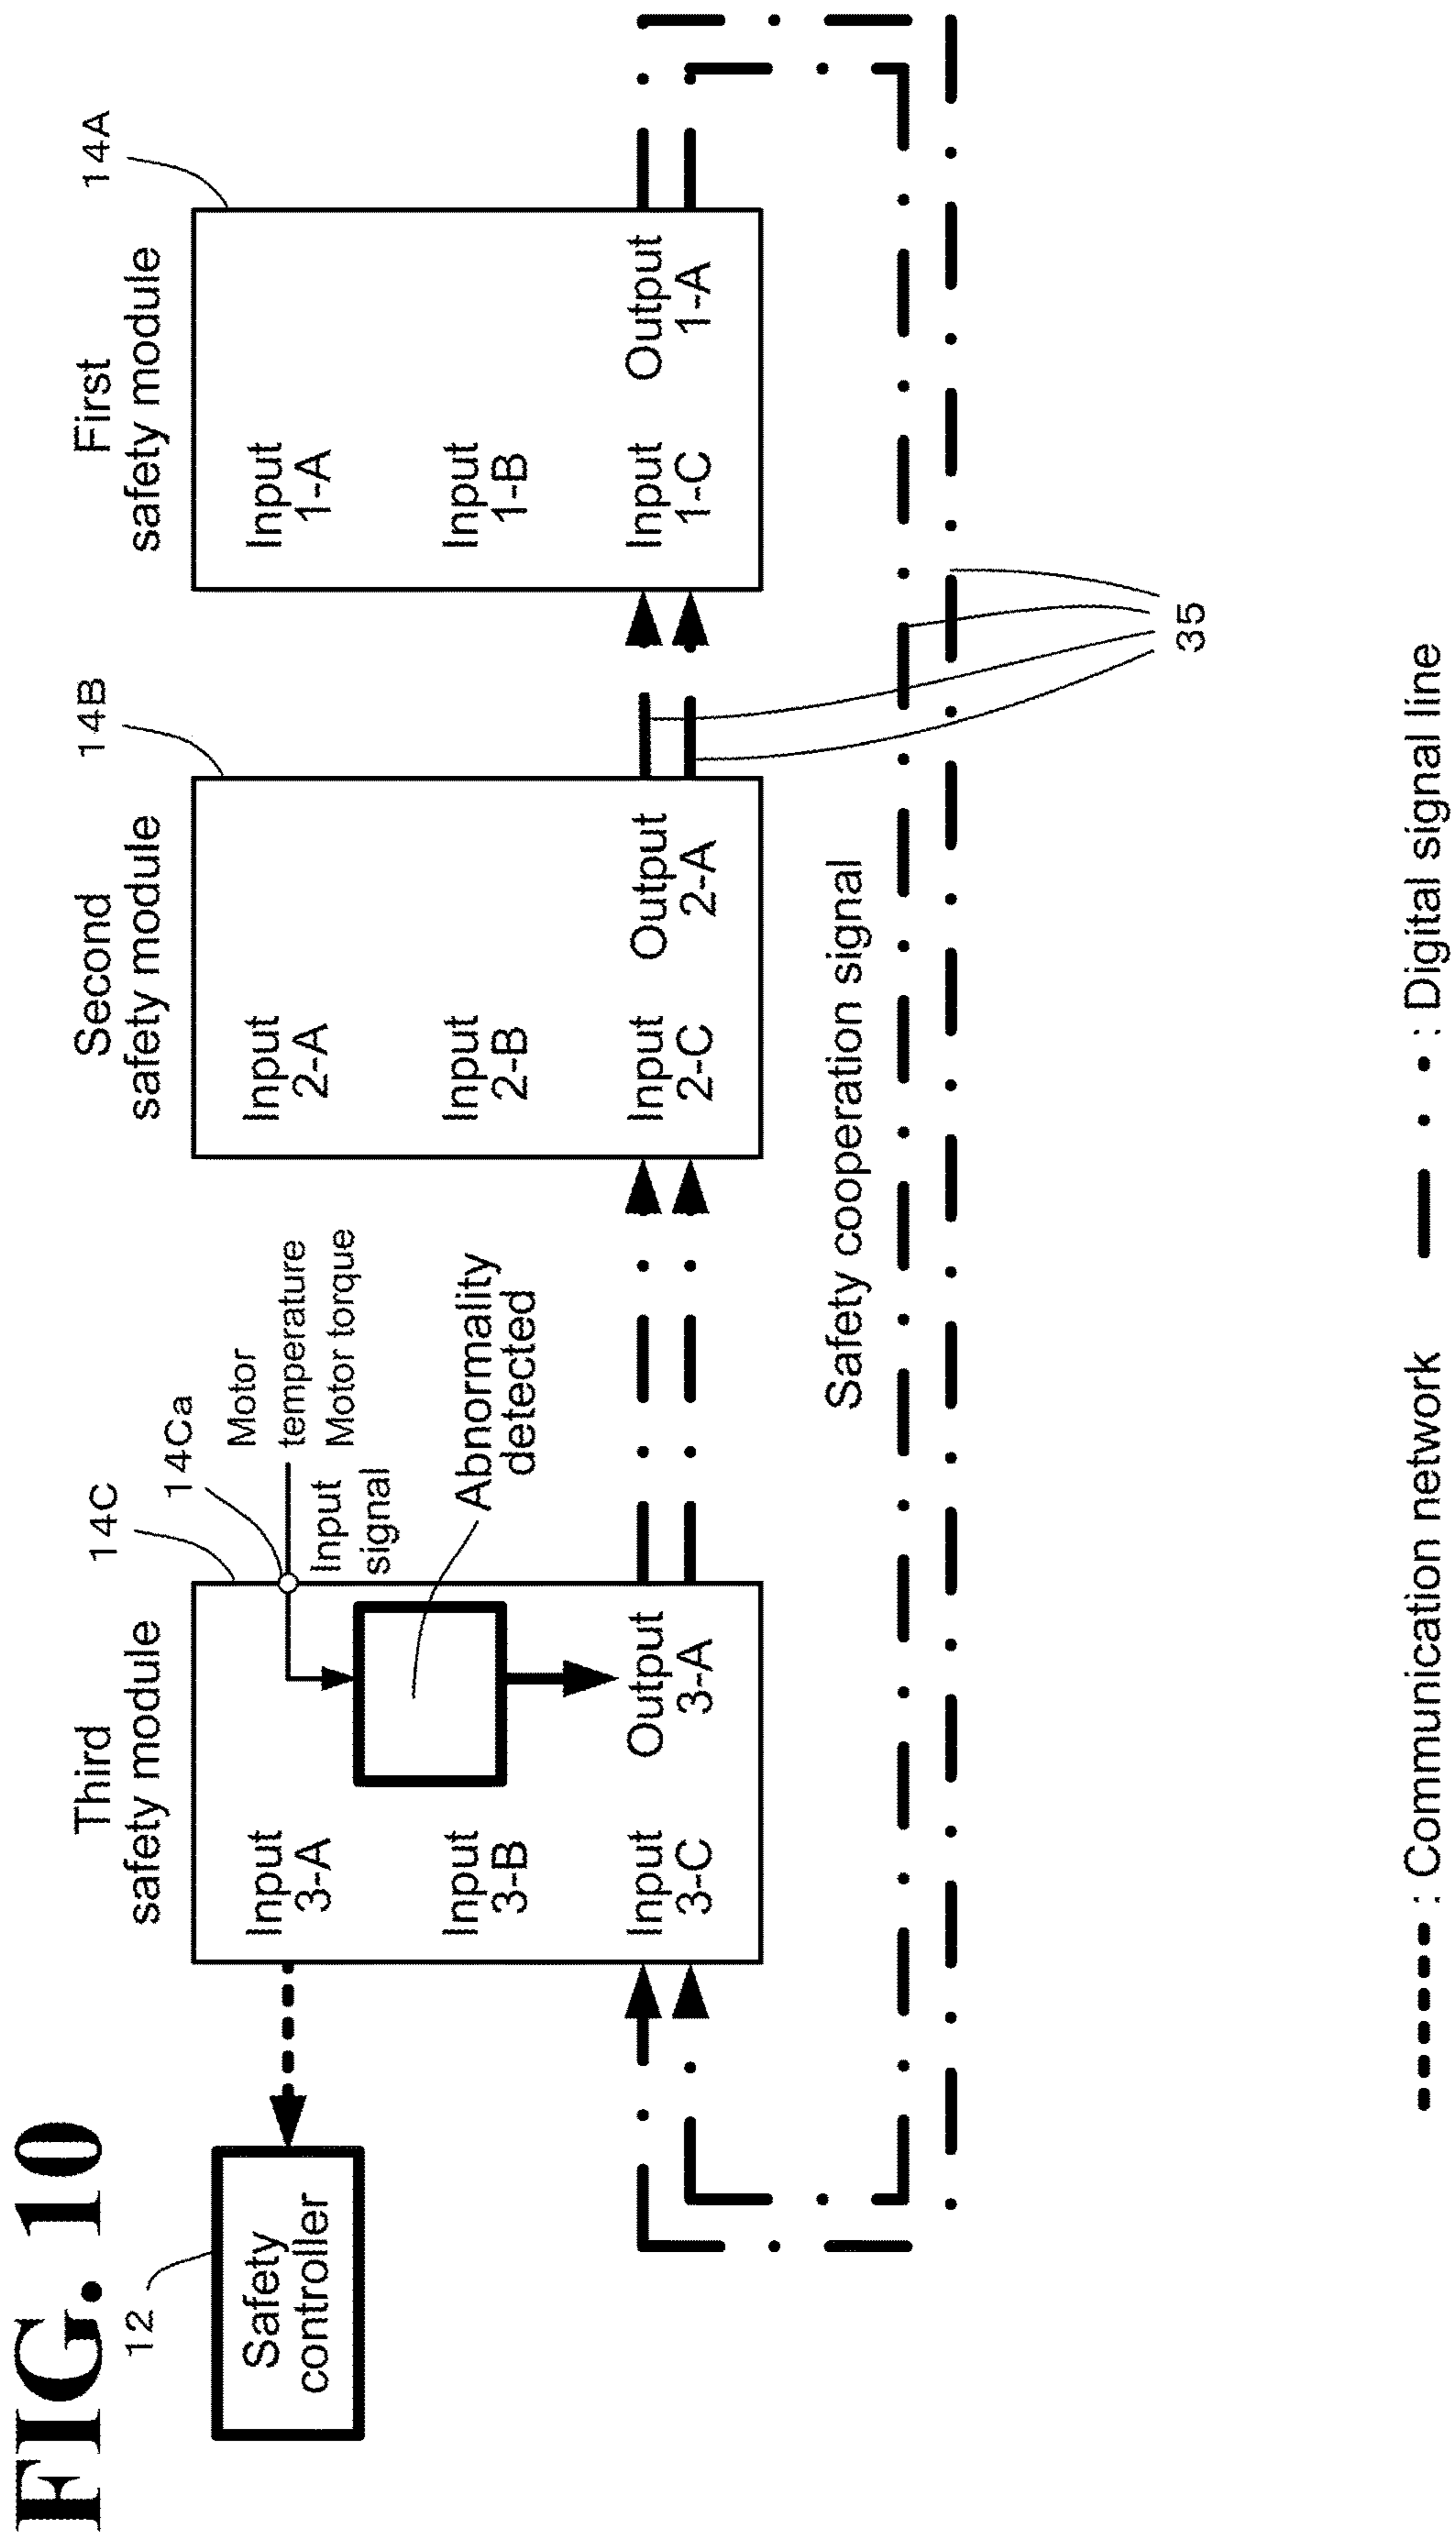 FIG. 10
12
Safety
controller
Third
safety module
14C
14Ca
Input
3-A
Input
3-B
Input
3-C
Output
3-A
Motor
temperature
Motor torque
Input
signal
Abnormality
detected
Second
safety module
14B
Input
2-A
Input
2-B
Input
2-C
Output
2-A
First
safety module
14A
Input
1-A
Input
1-B
Input
1-C
Output
1-A
Safety cooperation signal
35
: Communication network
: Digital signal line